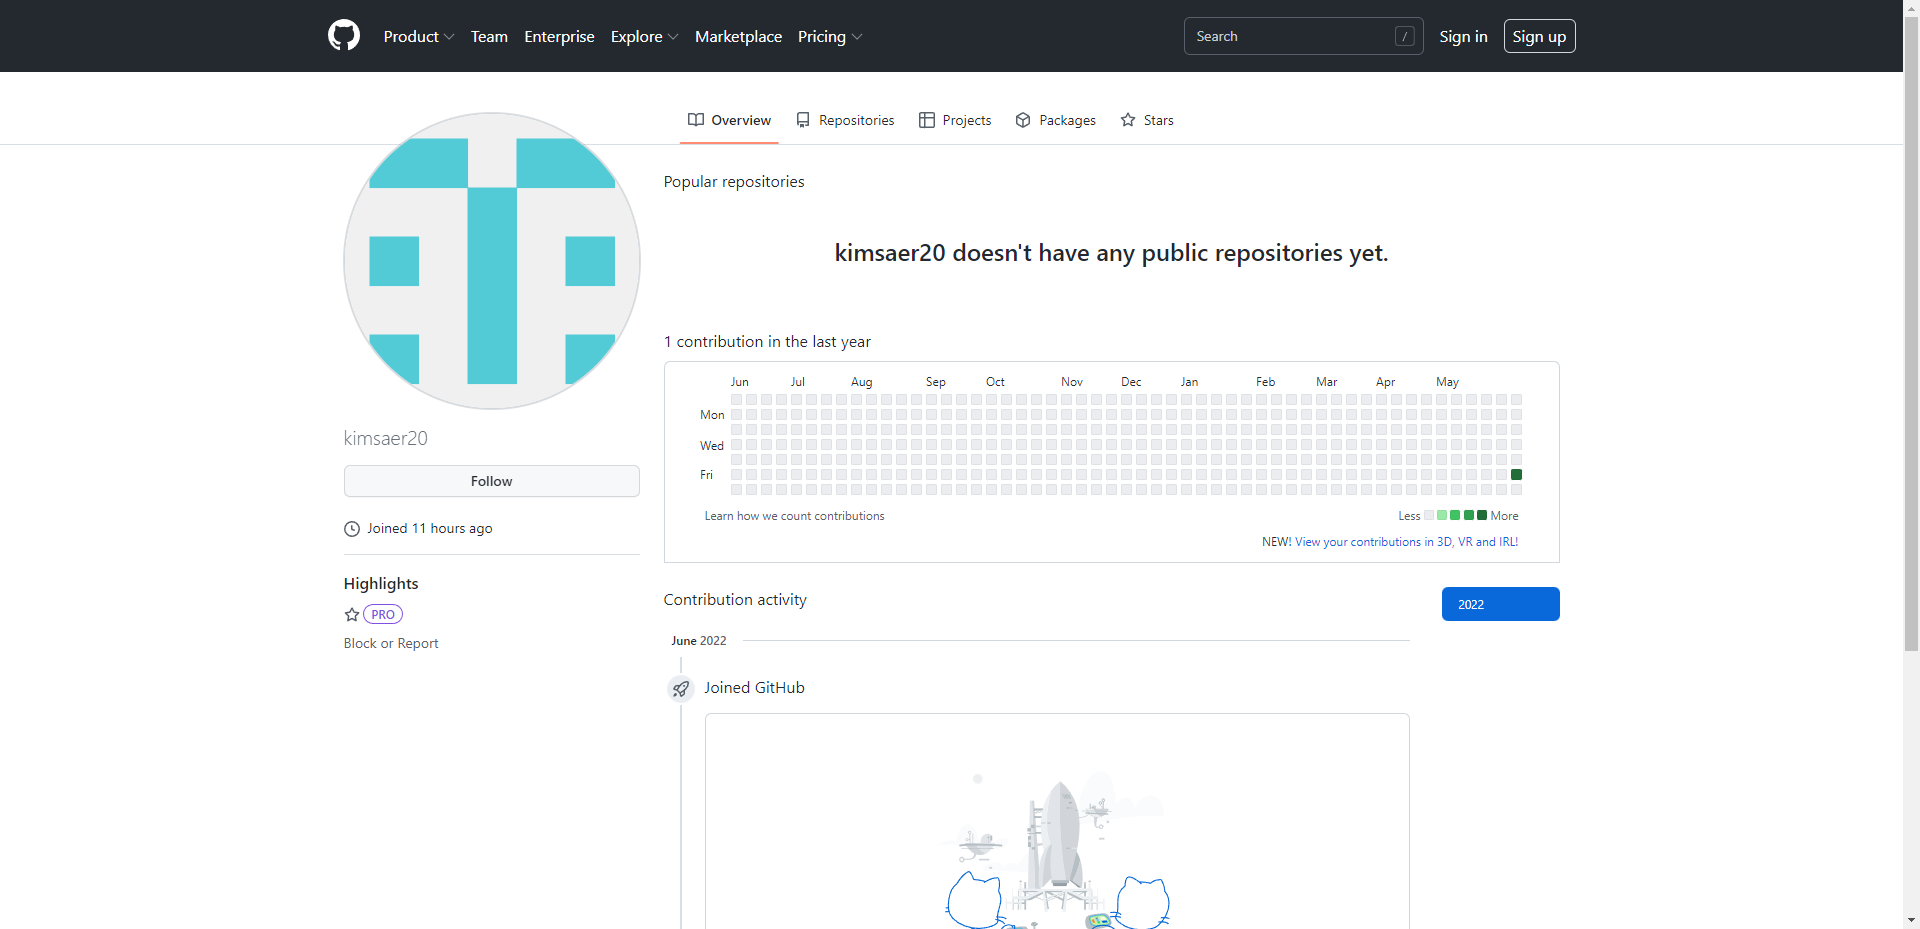 Product Team Enterprise Explore Marketplace Pricing Search / Sign in Sign up
Overview Repositories Projects Packages Stars
Popular repositories
kimsaer20 doesn't have any public repositories yet.
1 contribution in the last year
Jun Jul Aug Sep Oct Nov Dec Jan Feb Mar Apr May
Mon
Wed
Fri
Learn how we count contributions
Less More
NEW! View your contributions in 3D, VR and IRL!
kimsaer20
Follow
Joined 11 hours ago
Highlights
PRO
Block or Report
Contribution activity
2022
June 2022
Joined GitHub